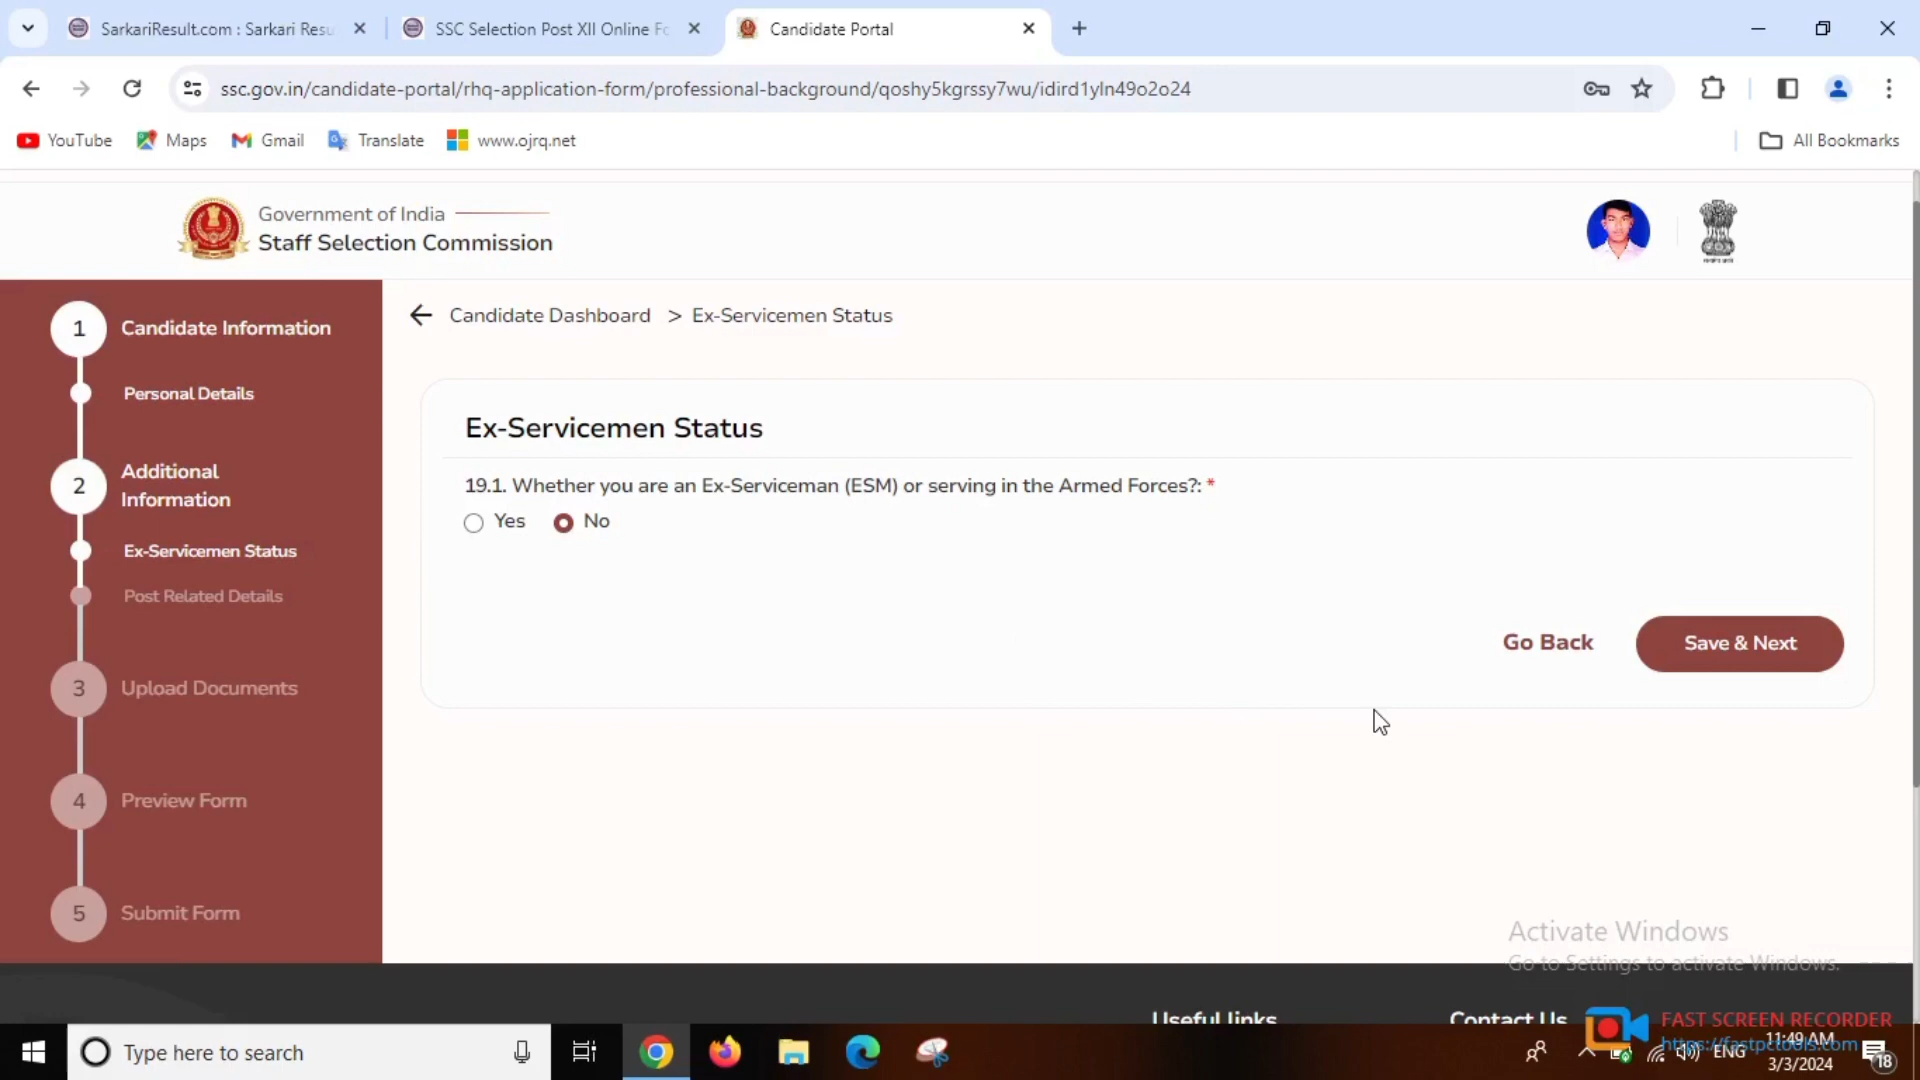 SarkariResult.com : Sarkari Resu
SSC Selection Post XII Online Fo
Candidate Portal
ssc.gov.in/candidate-portal/rhq-application-form/professional-background/qoshy5kgrssy7wu/idird1yln49o2o24
YouTube
Maps
Gmail
Translate
www.ojrq.net
All Bookmarks
Government of India
Staff Selection Commission
1
Candidate Information
Personal Details
2
Additional
Information
Ex-Servicemen Status
Post Related Details
3
Upload Documents
4
Preview Form
5
Submit Form
Candidate Dashboard > Ex-Servicemen Status
Ex-Servicemen Status
19.1. Whether you are an Ex-Serviceman (ESM) or serving in the Armed Forces?: *
Yes
No
Go Back
Save & Next
Activate Windows
Go to Settings to activate Windows.
Useful links
Contact Us
FAST SCREEN RECORDER
https://fastpctools.com
Type here to search
ENG
11:49 AM
3/3/2024
18